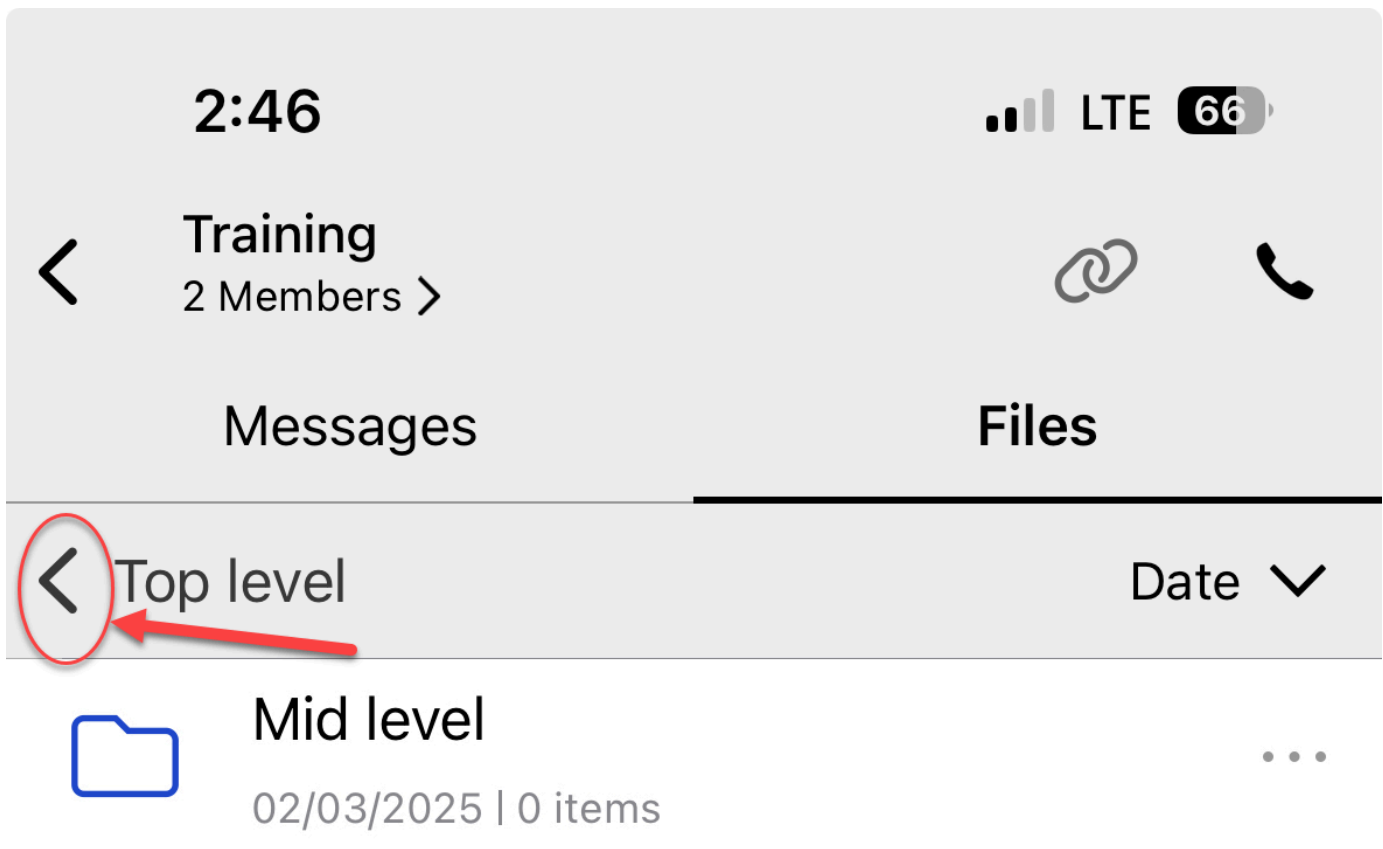 2:46 LTE 66
Training
2 Members
Messages Files
Top level Date
Mid level
02/03/2025 | 0 items